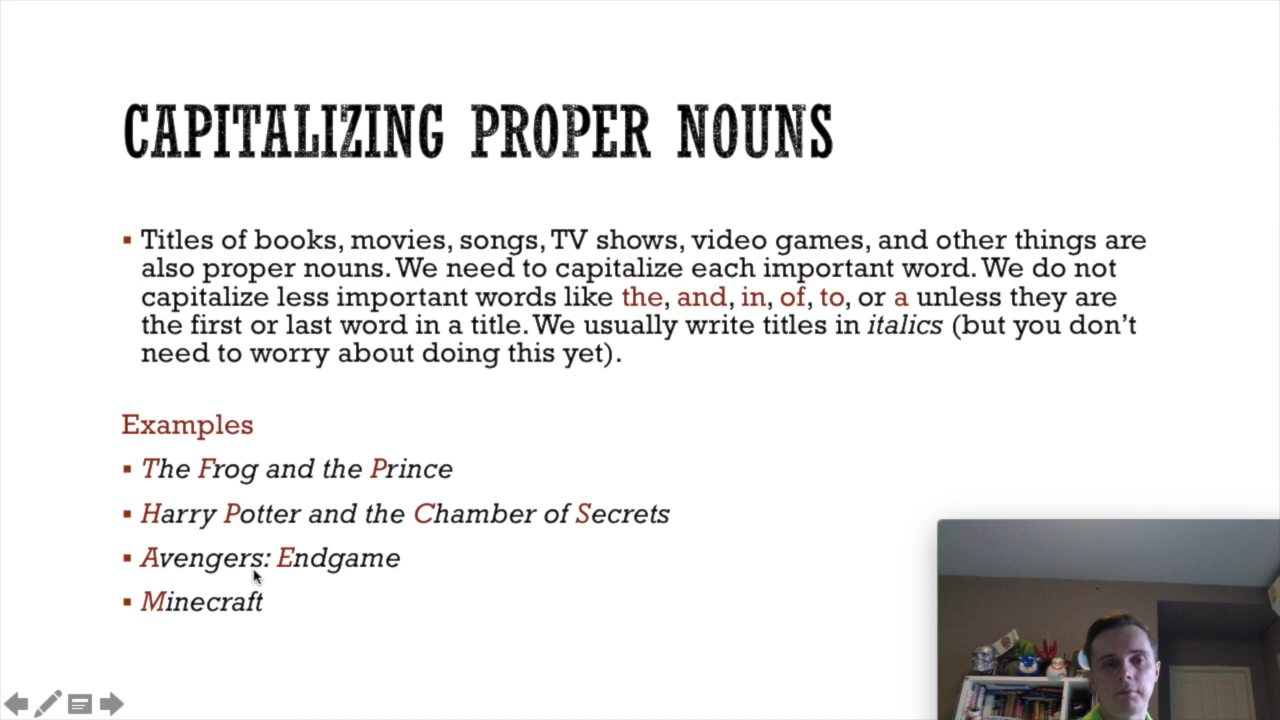 CAPITALIZING PROPER NOUNS
Titles of books, movies, songs, TV shows, video games, and other things are
also proper nouns. We need to capitalize each important word. We do not
capitalize less important words like the, and, in, of, to, or a unless they are
the first or last word in a title. We usually write titles in italics (but you don’t
need to worry about doing this yet).
Examples
The Frog and the Prince
Harry Potter and the Chamber of Secrets
Avengers: Endgame
Minecraft